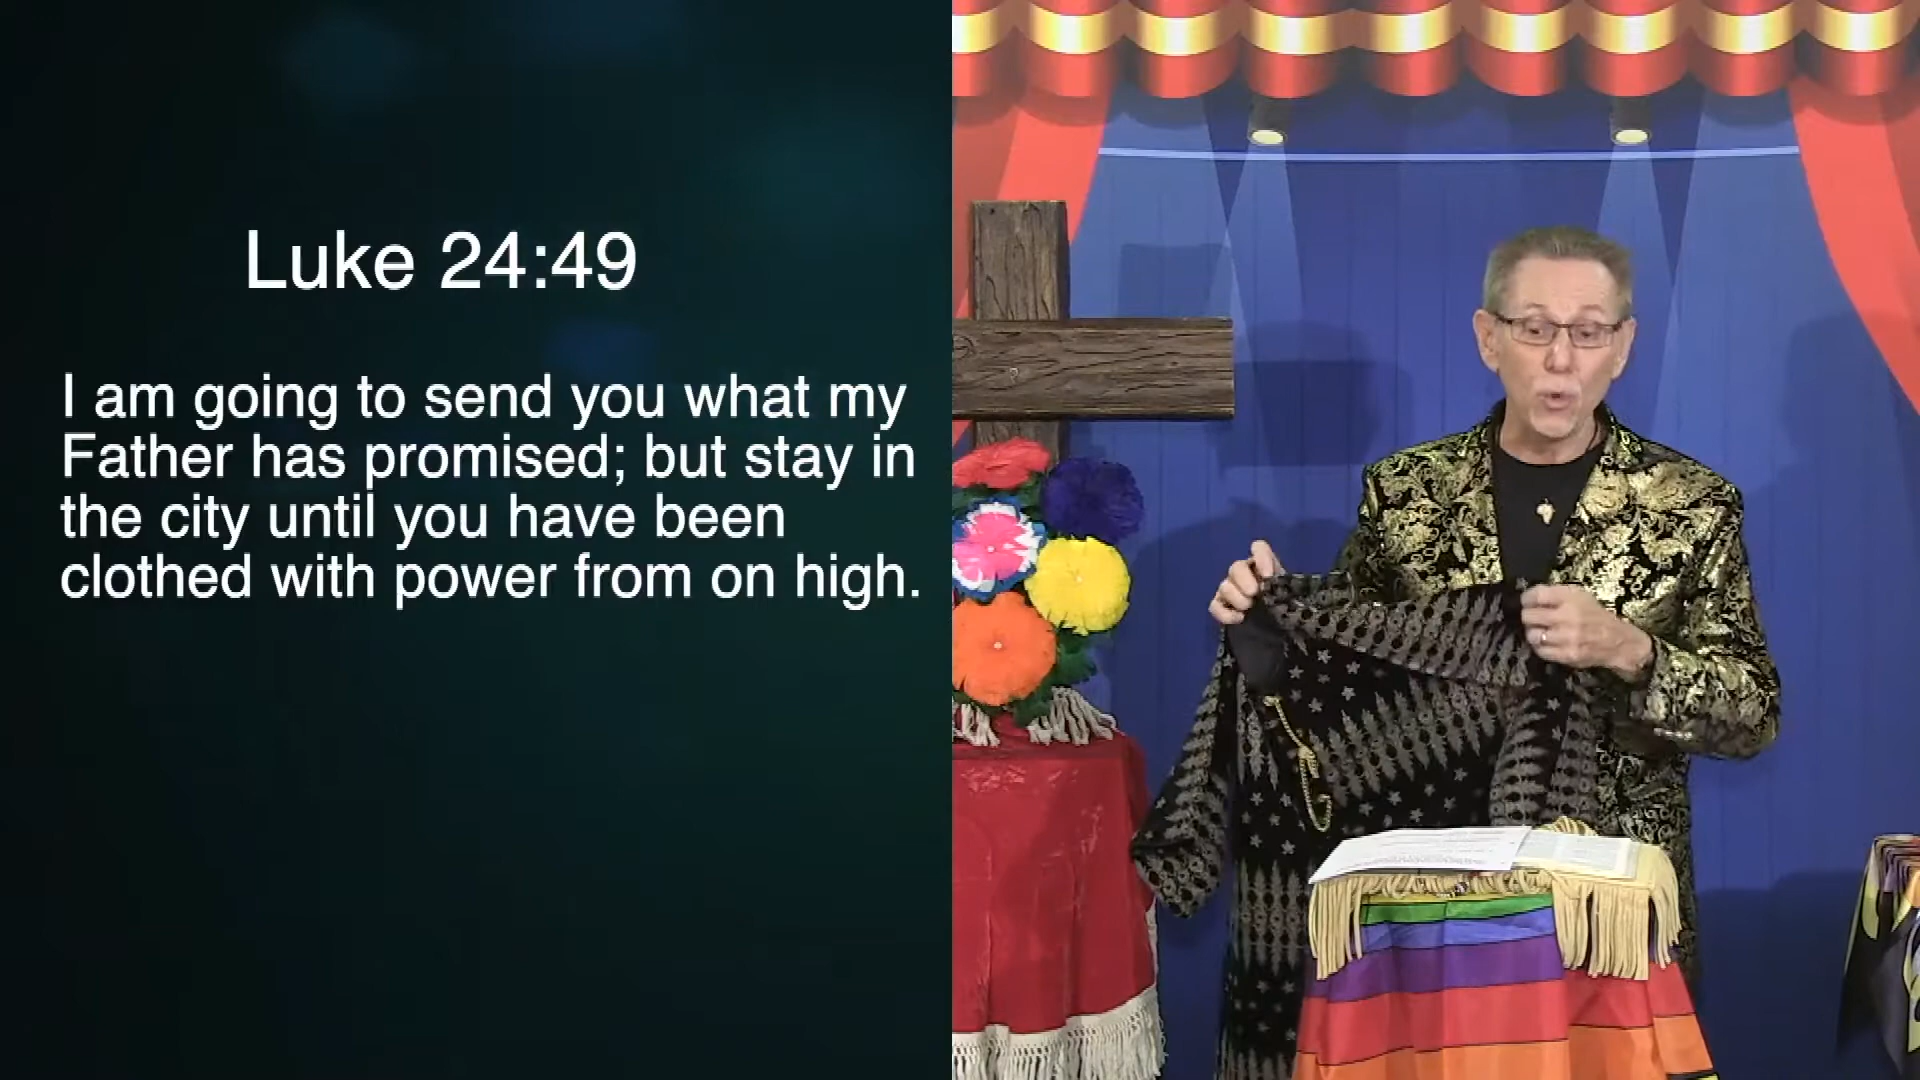 Luke 24:49
I am going to send you what my
Father has promised; but stay in
the city until you have been
clothed with power from on high.